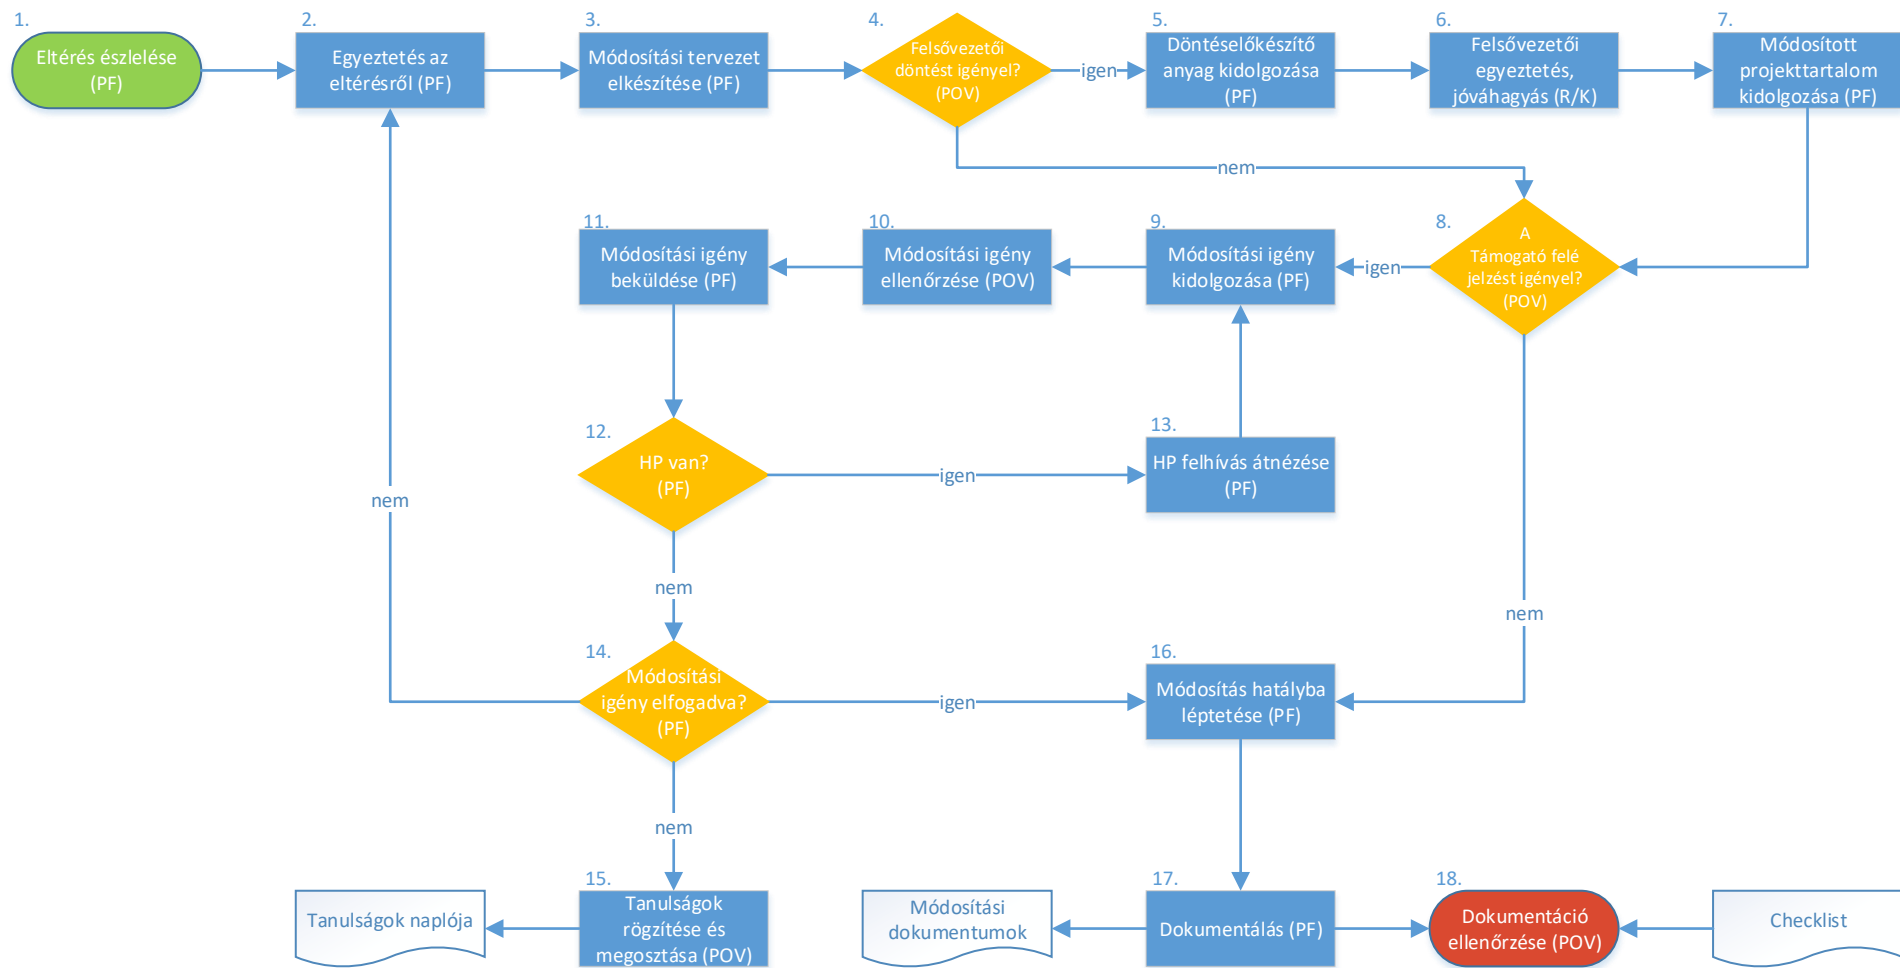 1.
Eltérés észlelése
(PF)
2.
Egyeztetés az
eltérésről (PF)
3.
Módosítási tervezet
elkészítése (PF)
4.
Felsővezetői
döntést igényel?
(POV)
igen
5.
Döntéselőkészítő
anyag kidolgozása
(PF)
6.
Felsővezetői
egyeztetés,
jóváhagyás (R/K)
7.
Módosított
projekttartalom
kidolgozása (PF)
nem
8.
A
Támogató felé
jelzést igényel?
(POV)
igen
9.
Módosítási igény
kidolgozása (PF)
10.
Módosítási igény
ellenőrzése (POV)
11.
Módosítási igény
beküldése (PF)
12.
HP van?
(PF)
igen
13.
HP felhívás átnézése
(PF)
nem
nem
nem
14.
Módosítási
igény elfogadva?
(PF)
igen
16.
Módosítás hatályba
léptetése (PF)
nem
15.
Tanulságok
rögzítése és
megosztása (POV)
Tanulságok naplója
17.
Dokumentálás (PF)
Módosítási
dokumentumok
18.
Dokumentáció
ellenőrzése (POV)
Checklist